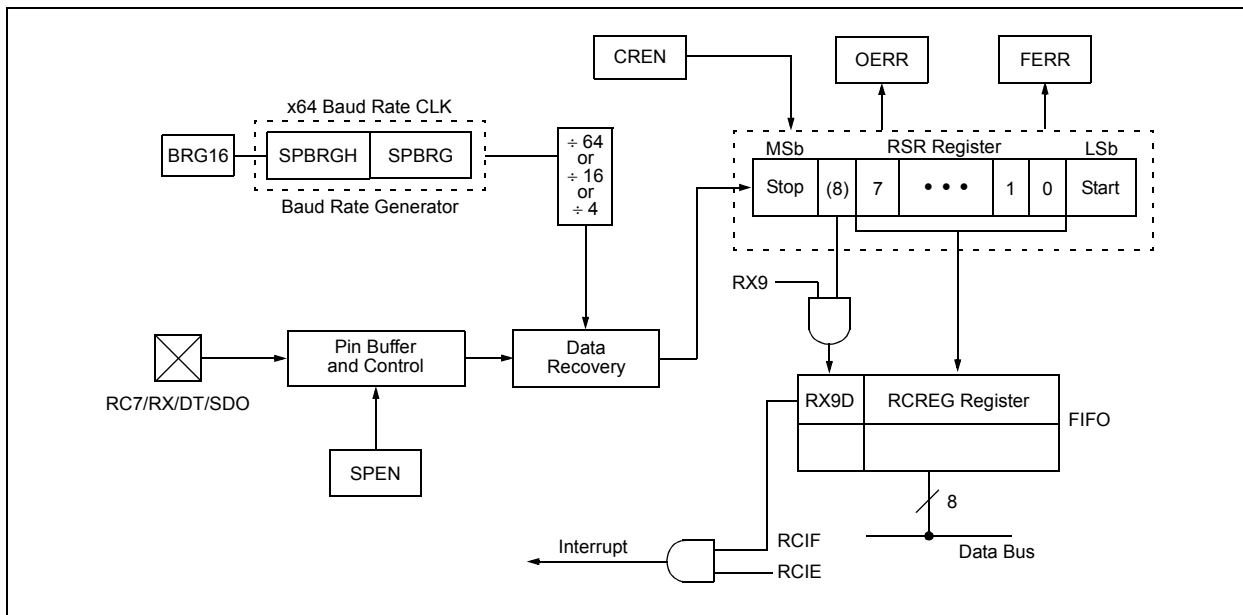 CREN
OERR
FERR
x64 Baud Rate CLK
BRG16
SPBRGH
SPBRG
Baud Rate Generator
÷ 64
or
÷ 16
or
÷ 4
MSb
RSR Register
LSb
Stop
(8)
7
• • •
1
0
Start
RX9
Pin Buffer
and Control
Data
Recovery
RC7/RX/DT/SDO
SPEN
RX9D
RCREG Register
FIFO
8
Data Bus
Interrupt
RCIF
RCIE